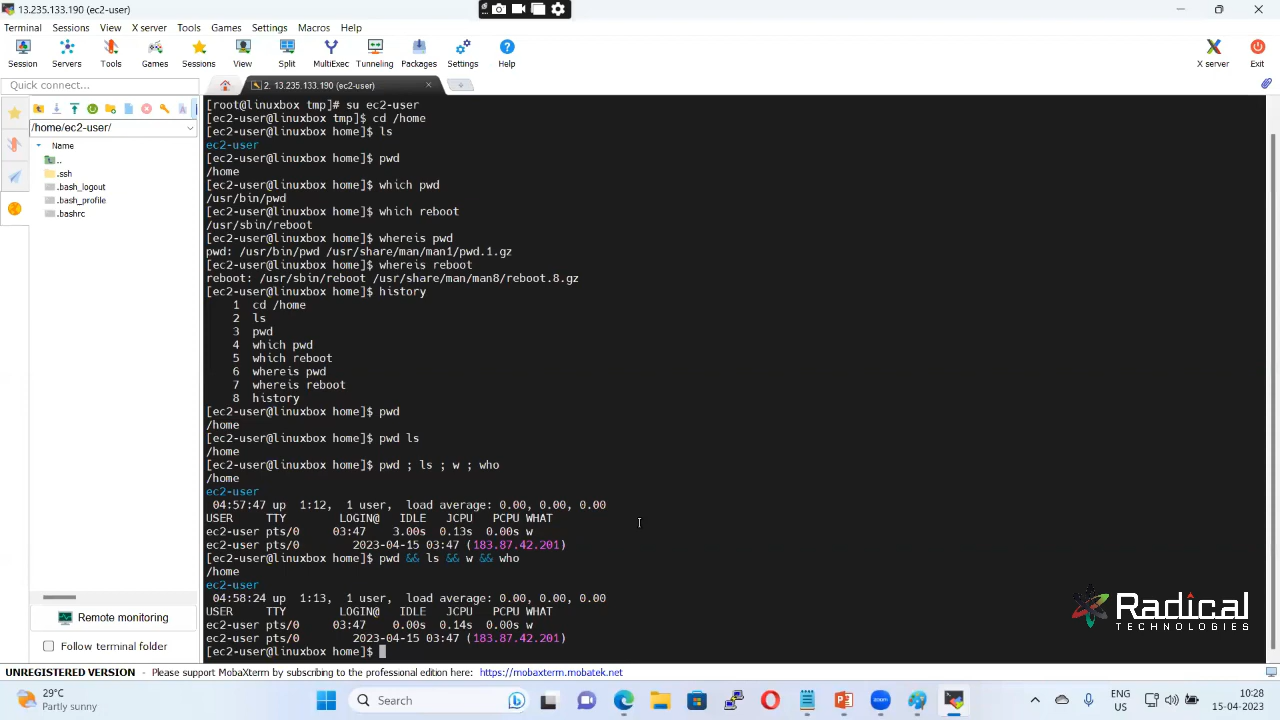 13.235.133.190 (ec2-user)
Terminal Sessions View X server Tools Games Settings Macros Help
Session Servers Tools Games Sessions View Split MultiExec Tunneling Packages Settings Help X server Exit
Quick connect...
2. 13.235.133.190 (ec2-user)
/home/ec2-user/
Name
..
.ssh
.bash_logout
.bash_profile
.bashrc
[root@linuxbox tmp]# su ec2-user
[ec2-user@linuxbox tmp]$ cd /home
[ec2-user@linuxbox home]$ ls
ec2-user
[ec2-user@linuxbox home]$ pwd
/home
[ec2-user@linuxbox home]$ which pwd
/usr/bin/pwd
[ec2-user@linuxbox home]$ which reboot
/usr/sbin/reboot
[ec2-user@linuxbox home]$ whereis pwd
pwd: /usr/bin/pwd /usr/share/man/man1/pwd.1.gz
[ec2-user@linuxbox home]$ whereis reboot
reboot: /usr/sbin/reboot /usr/share/man/man8/reboot.8.gz
[ec2-user@linuxbox home]$ history
1 cd /home
2 ls
3 pwd
4 which pwd
5 which reboot
6 whereis pwd
7 whereis reboot
8 history
[ec2-user@linuxbox home]$ pwd
/home
[ec2-user@linuxbox home]$ pwd ls
/home
[ec2-user@linuxbox home]$ pwd ; ls ; w ; who
/home
ec2-user
04:57:47 up 1:12, 1 user, load average: 0.00, 0.00, 0.00
USER TTY LOGIN@ IDLE JCPU PCPU WHAT
ec2-user pts/0 03:47 3.00s 0.13s 0.00s w
ec2-user pts/0 2023-04-15 03:47 (183.87.42.201)
[ec2-user@linuxbox home]$ pwd && ls && w && who
/home
ec2-user
04:58:24 up 1:13, 1 user, load average: 0.00, 0.00, 0.00
USER TTY LOGIN@ IDLE JCPU PCPU WHAT
ec2-user pts/0 03:47 0.00s 0.14s 0.00s w
ec2-user pts/0 2023-04-15 03:47 (183.87.42.201)
[ec2-user@linuxbox home]$
Radical
TECHNOLOGIES
Remote monitoring
Follow terminal folder
UNREGISTERED VERSION - Please support MobaXterm by subscribing to the professional edition here: https://mobaxterm.mobatek.net
29°C
Partly sunny
Search
ENG
US
10:28
15-04-2023